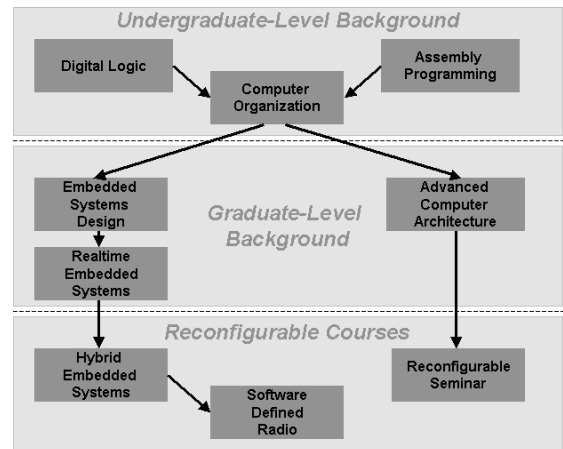 Undergraduate-Level Background
Digital Logic
Assembly
Programming
Computer
Organization
Embedded
Systems
Design
Advanced
Computer
Architecture
Graduate-Level
Background
Realtime
Embedded
Systems
Reconfigurable Courses
Hybrid
Embedded
Systems
Reconfigurable
Seminar
Software
Defined
Radio